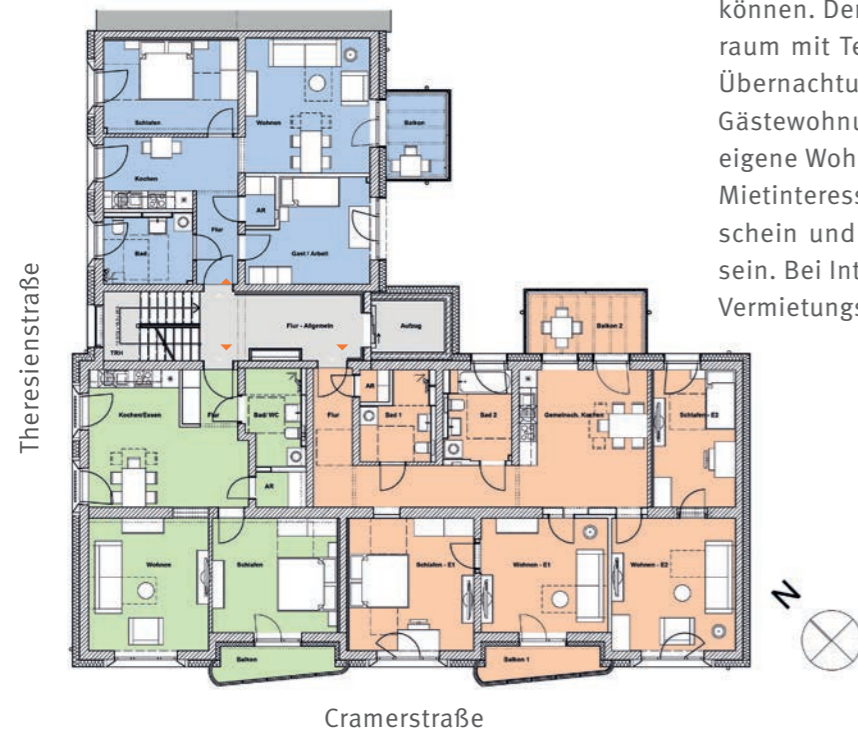 können. Der
raum mit Te
Übernachtu
Gästewohnu
eigene Woh
Mietinteress
schein und
sein. Bei Int
Vermietungs
Theresienstraße
Schlafen
Wohnen
Balkon
Kochen
AR
Flur
Bad
Gast / Arbeit
Flur - Allgemein
Aufzug
TRH
Balkon 2
Kochen/Essen
Flur
Bad/WC
AR
Flur
AR
Bad 1
Bad 2
Gemeinsch. Kochen
Schlafen - E2
Wohnen
Schlafen
Schlafen - E1
Wohnen - E1
Wohnen - E2
Balkon
Balkon 1
N
Cramerstraße